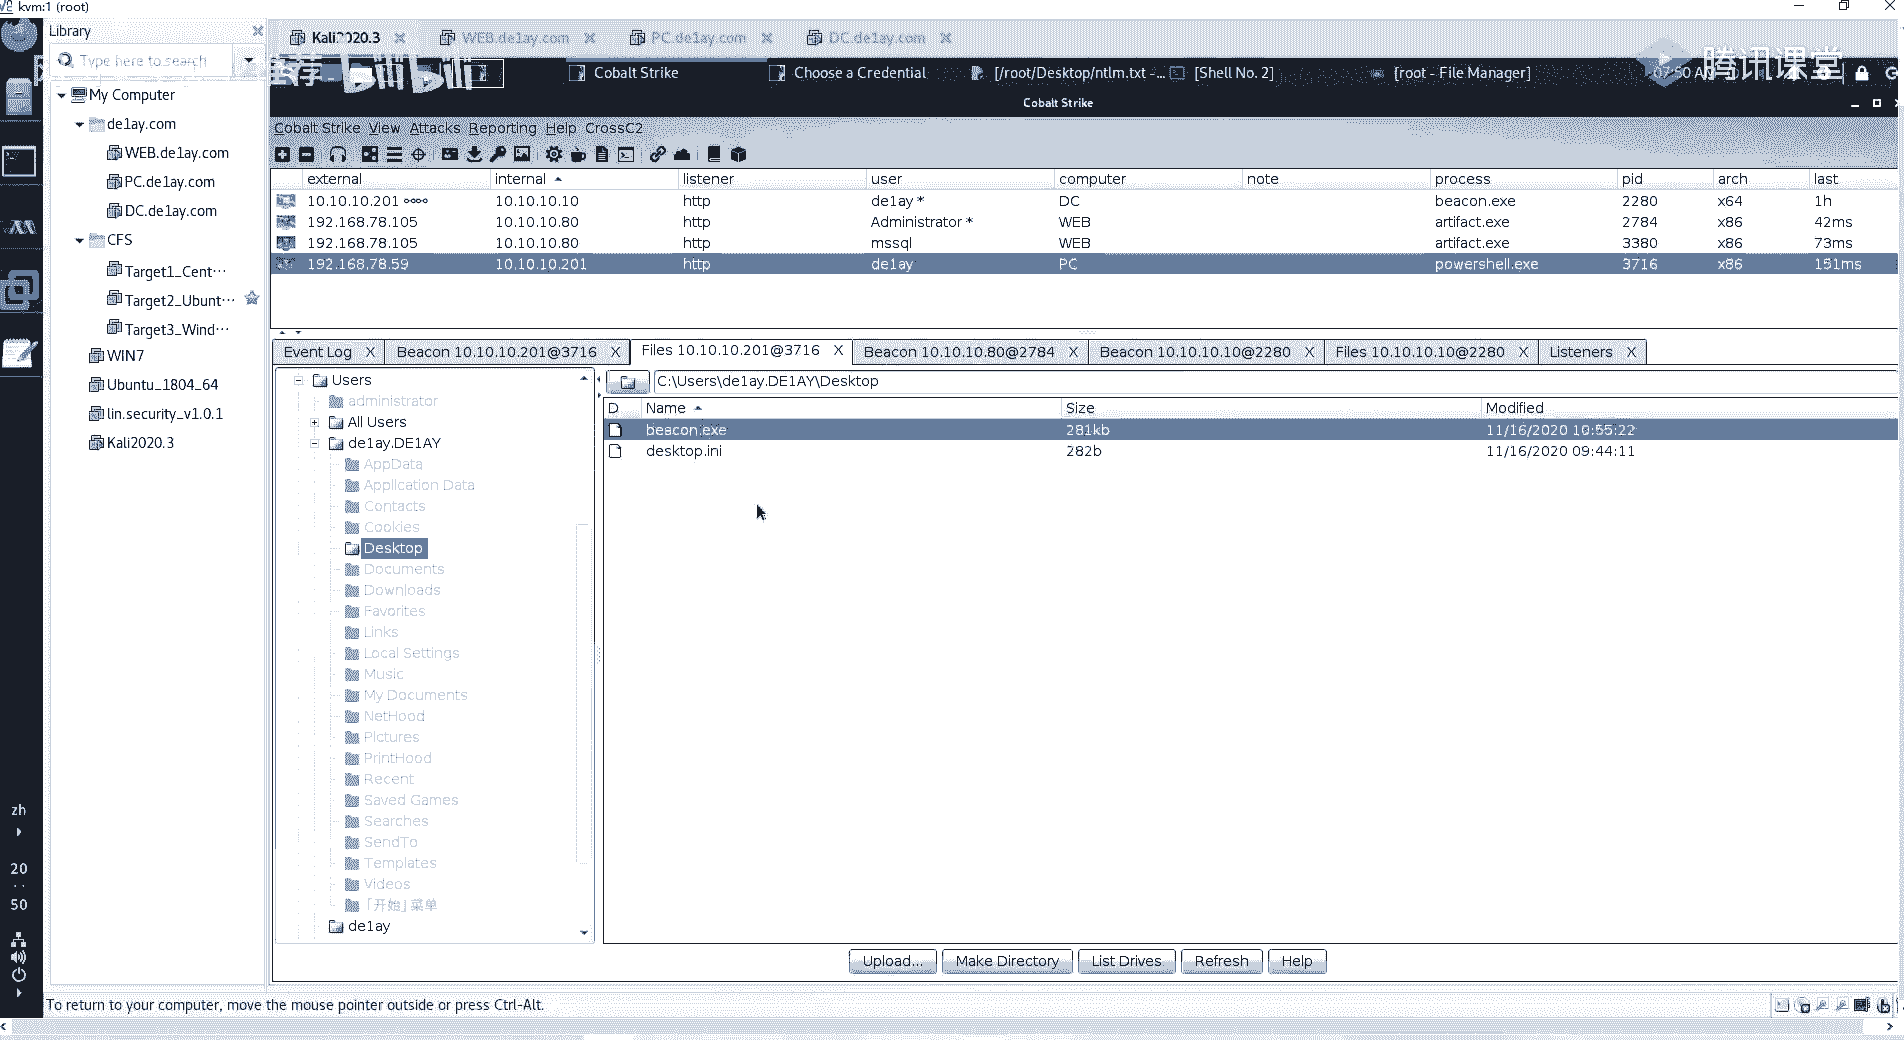 kvm:1 (root)
Library
Type here to search
My Computer
de1ay.com
WEB.de1ay.com
PC.de1ay.com
DC.de1ay.com
CFS
Target1_Cent···
Target2_Ubunt···
Target3_Wind···
WIN7
Ubuntu_1804_64
lin.security_v1.0.1
Kali2020.3
zh
20
50
Kali2020.3 WEB.de1ay.com PC.de1ay.com DC.de1ay.com
bilibili 腾讯课堂
Cobalt Strike Choose a Credential [/root/Desktop/ntlm.txt -... [Shell No. 2] [root - File Manager]
Cobalt Strike
Cobalt Strike View Attacks Reporting Help CrossC2
external internal listener user computer note process pid arch last
10.10.10.201 10.10.10.10 http de1ay * DC beacon.exe 2280 x64 1h
192.168.78.105 10.10.10.80 http Administrator * WEB artifact.exe 2784 x86 42ms
192.168.78.105 10.10.10.80 http mssql WEB artifact.exe 3380 x86 73ms
192.168.78.59 10.10.10.201 http de1ay PC powershell.exe 3716 x86 151ms
Event Log X Beacon 10.10.10.201@3716 X Files 10.10.10.201@3716 X Beacon 10.10.10.80@2784 X Beacon 10.10.10.10@2280 X Files 10.10.10.10@2280 X Listeners X
Users
administrator
All Users
de1ay.DE1AY
AppData
Application Data
Contacts
Cookies
Desktop
Documents
Downloads
Favorites
Links
Local Settings
Music
My Documents
NetHood
Pictures
PrintHood
Recent
Saved Games
Searches
SendTo
Templates
Videos
「开始」菜单
de1ay
C:\Users\de1ay.DE1AY\Desktop
D Name Size Modified
beacon.exe 281kb 11/16/2020 10:55:22
desktop.ini 282b 11/16/2020 09:44:11
Upload... Make Directory List Drives Refresh Help
To return to your computer, move the mouse pointer outside or press Ctrl-Alt.